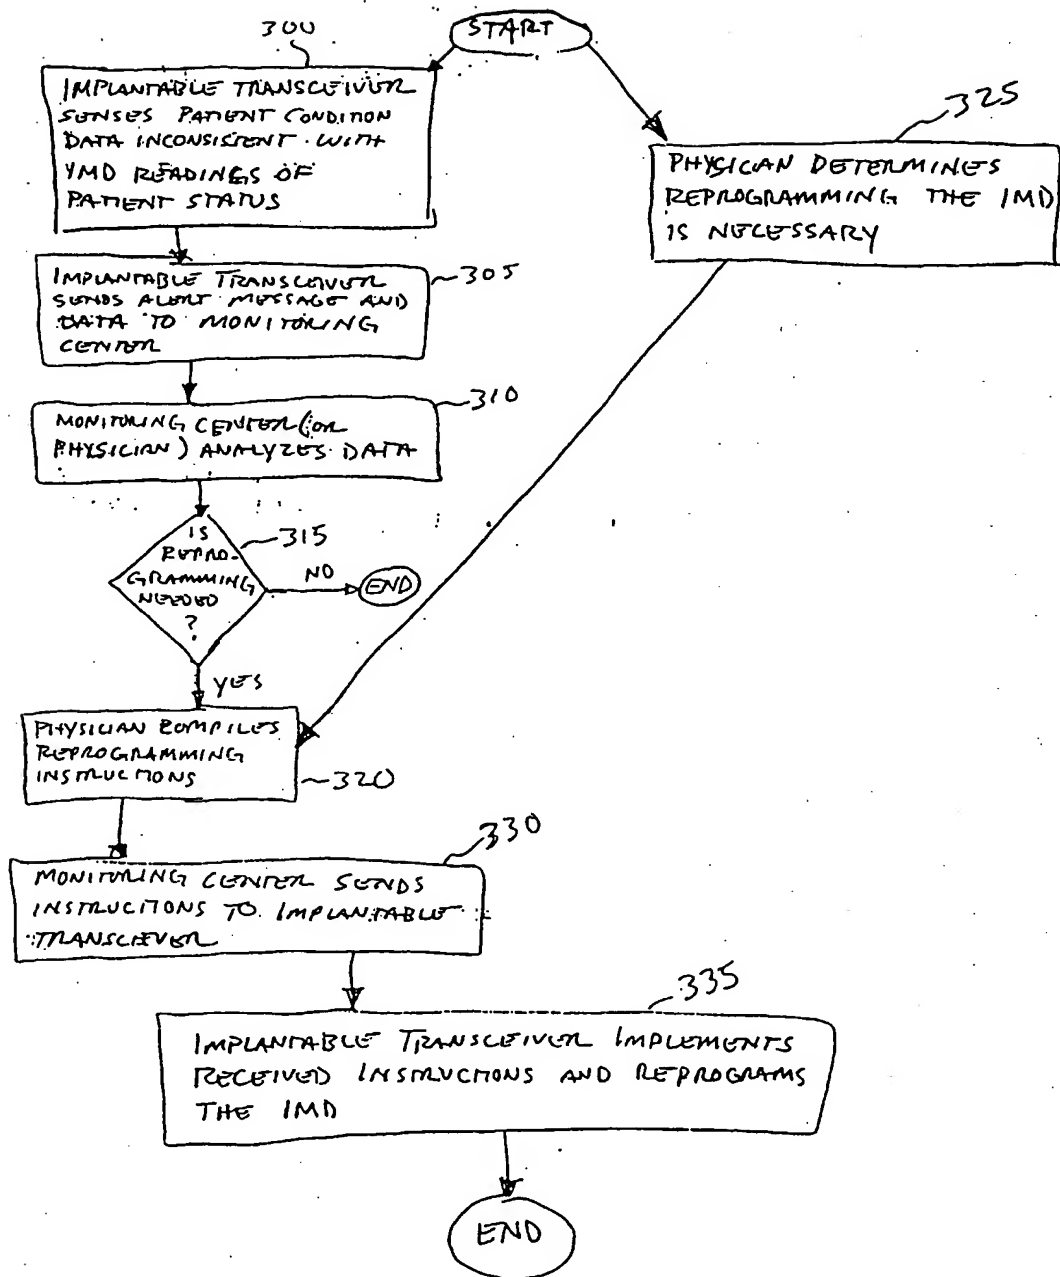 START
300
IMPLANTABLE TRANSCEIVER
SENSES PATIENT CONDITION
DATA INCONSISTENT WITH
YMD READINGS OF
PATIENT STATUS
325
PHYSICIAN DETERMINES
REPROGRAMMING THE IMD
IS NECESSARY
305
IMPLANTABLE TRANSCEIVER
SENDS ALERT MESSAGE AND
DATA TO MONITORING
CENTER
310
MONITORING CENTER (OR
PHYSICIAN) ANALYZES DATA
315
IS
REPRO-
GRAMMING
NEEDED
?
NO
END
YES
PHYSICIAN COMPILES
REPROGRAMMING
INSTRUCTIONS
320
330
MONITORING CENTER SENDS
INSTRUCTIONS TO IMPLANTABLE
TRANSCIEVER
335
IMPLANTABLE TRANSCEIVER IMPLEMENTS
RECEIVED INSTRUCTIONS AND REPROGRAMS
THE IMD
END